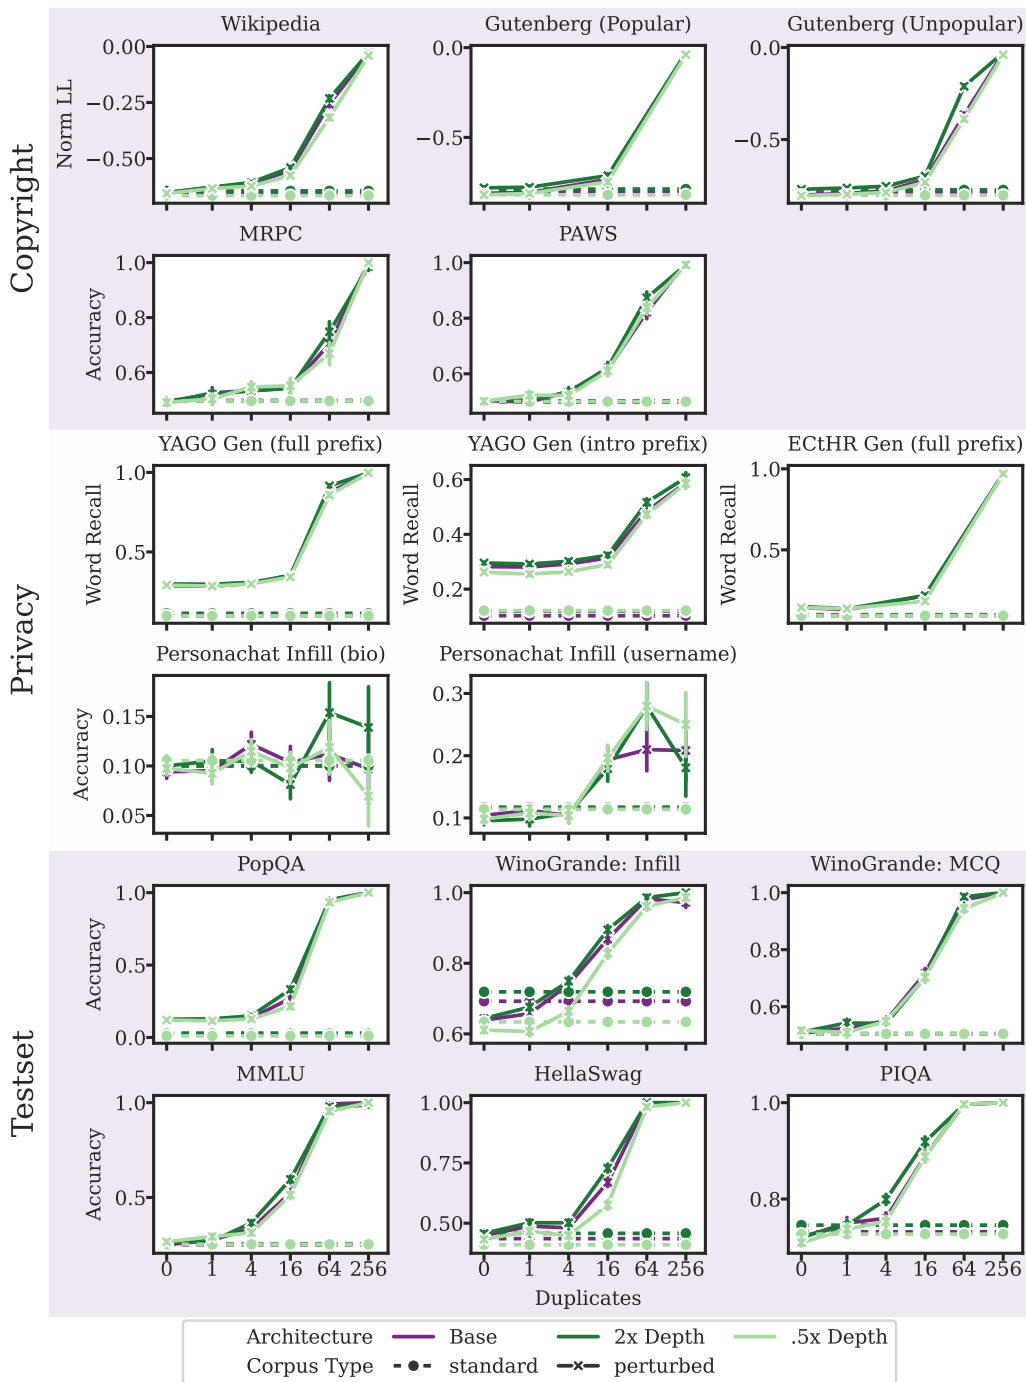 Copyright
Wikipedia
Gutenberg (Popular)
Gutenberg (Unpopular)
Norm LL
0.00
−0.25
−0.50
0.0
−0.5
0.0
−0.5
MRPC
PAWS
Accuracy
1.0
0.8
0.6
1.0
0.8
0.6
Privacy
YAGO Gen (full prefix)
YAGO Gen (intro prefix)
ECtHR Gen (full prefix)
Word Recall
1.0
0.5
Word Recall
0.6
0.4
0.2
Word Recall
1.0
0.5
Personachat Infill (bio)
Personachat Infill (username)
Accuracy
0.15
0.10
0.05
0.3
0.2
0.1
Testset
PopQA
WinoGrande: Infill
WinoGrande: MCQ
Accuracy
1.0
0.5
0.0
1.0
0.8
0.6
1.0
0.8
0.6
MMLU
HellaSwag
PIQA
Accuracy
1.0
0.5
1.00
0.75
0.50
1.0
0.8
0 1 4 16 64 256
0 1 4 16 64 256
0 1 4 16 64 256
Duplicates
Architecture Base 2x Depth .5x Depth
Corpus Type standard perturbed